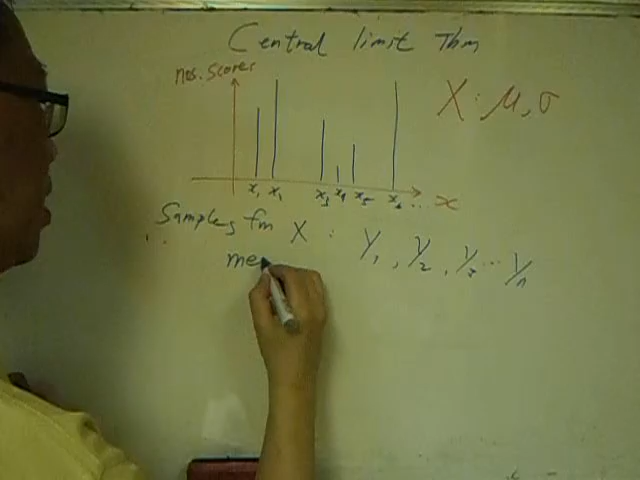 Central limit Thm
nos. scores
X : μ, σ
x₁ x₂ x₃ x₄ x₅ x₆ ... x
Samples fm X : Y₁, Y₂, Y₃ ... Yₙ
me